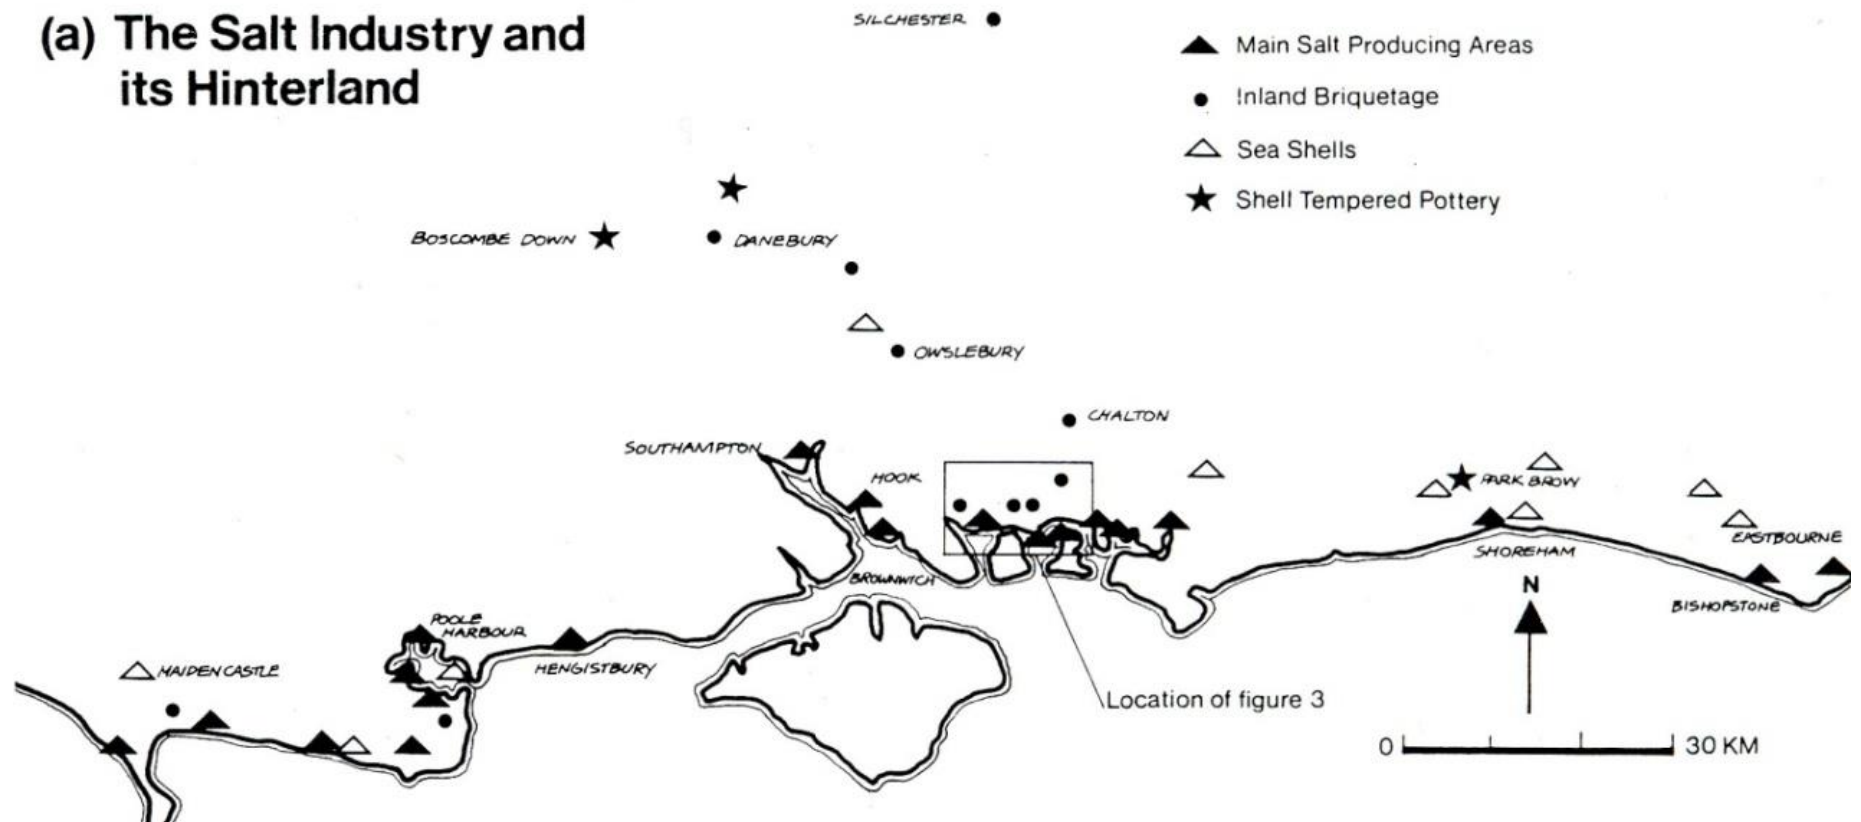 (a) The Salt Industry and
its Hinterland
SILCHESTER
Main Salt Producing Areas
Inland Briquetage
Sea Shells
Shell Tempered Pottery
BOSCOMBE DOWN
DANEBURY
OWSLEBURY
CHALTON
SOUTHAMPTON
HOOK
PARK BROW
EASTBOURNE
SHOREHAM
BROWNWICH
N
BISHOPSTONE
POOLE
HARBOUR
MAIDEN CASTLE
HENGISTBURY
Location of figure 3
0 30 KM